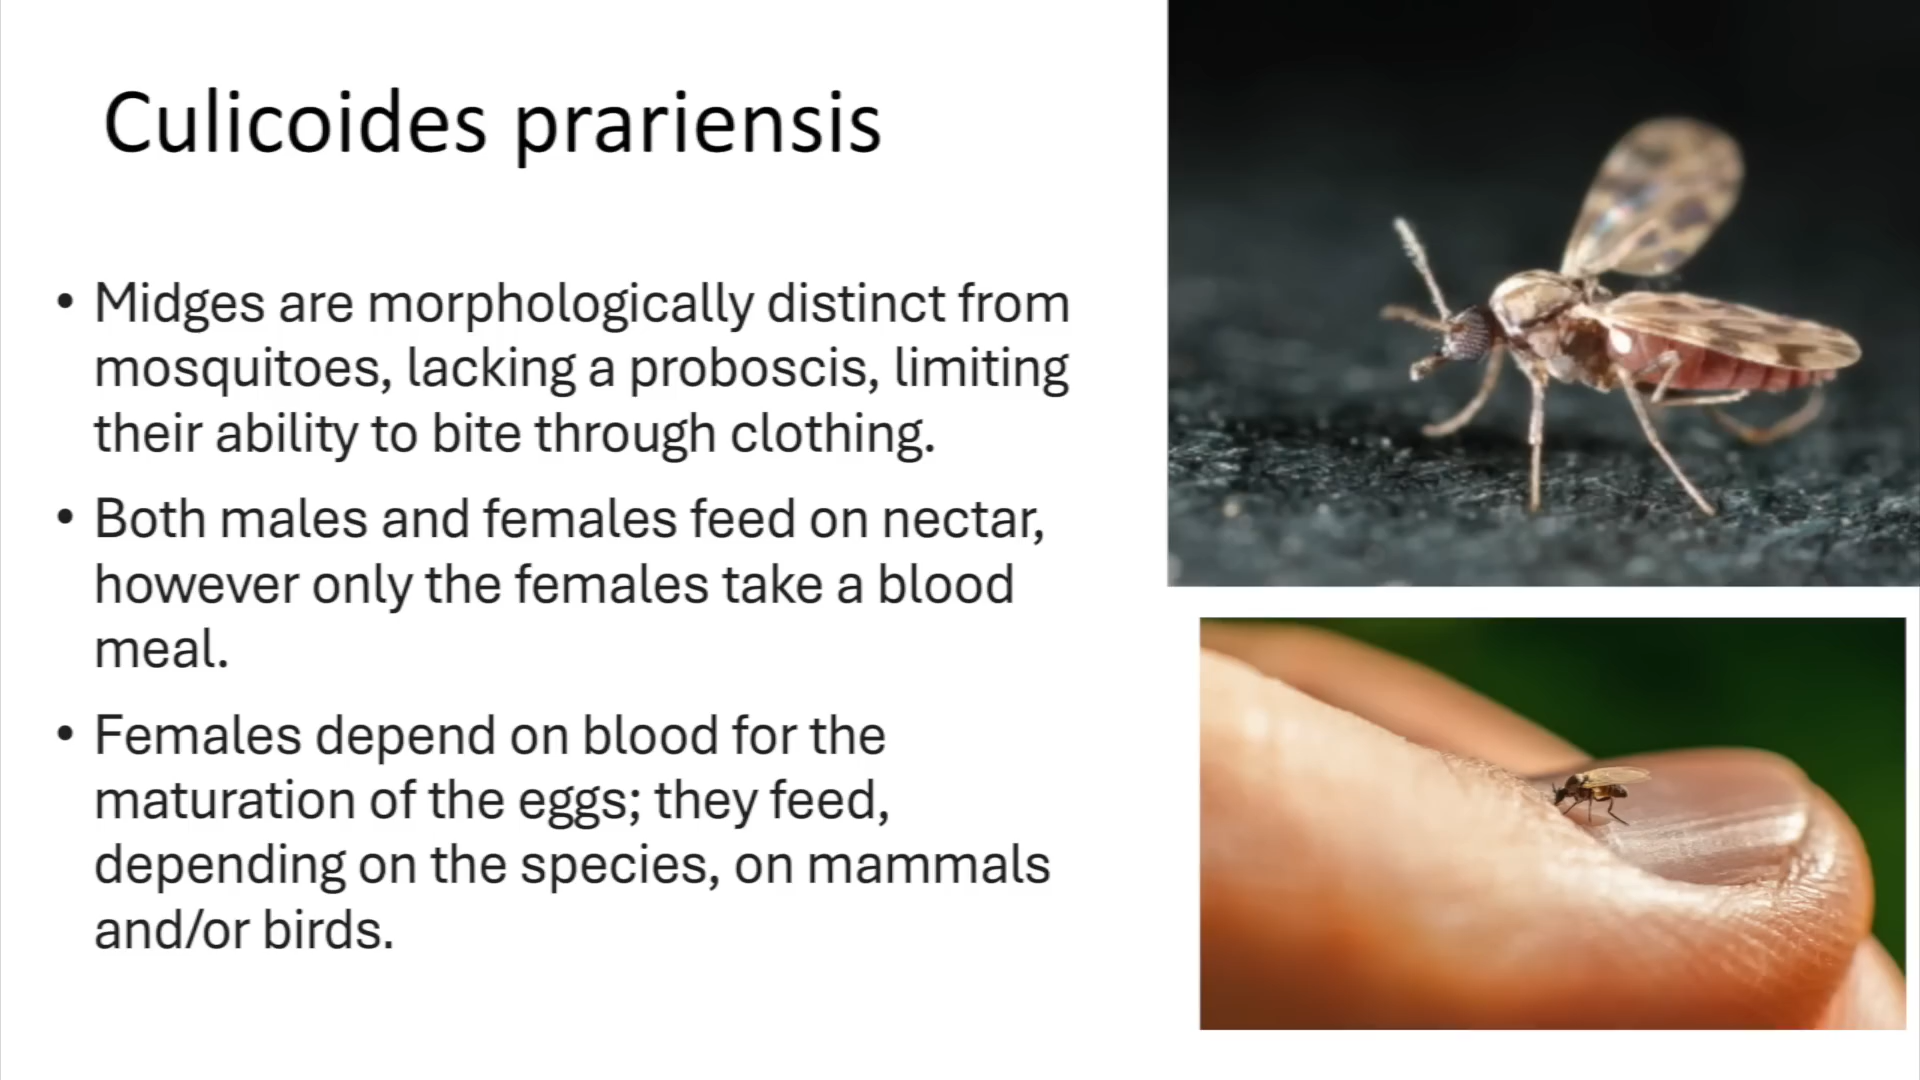 Culicoides prariensis
• Midges are morphologically distinct from
mosquitoes, lacking a proboscis, limiting
their ability to bite through clothing.
• Both males and females feed on nectar,
however only the females take a blood
meal.
• Females depend on blood for the
maturation of the eggs; they feed,
depending on the species, on mammals
and/or birds.